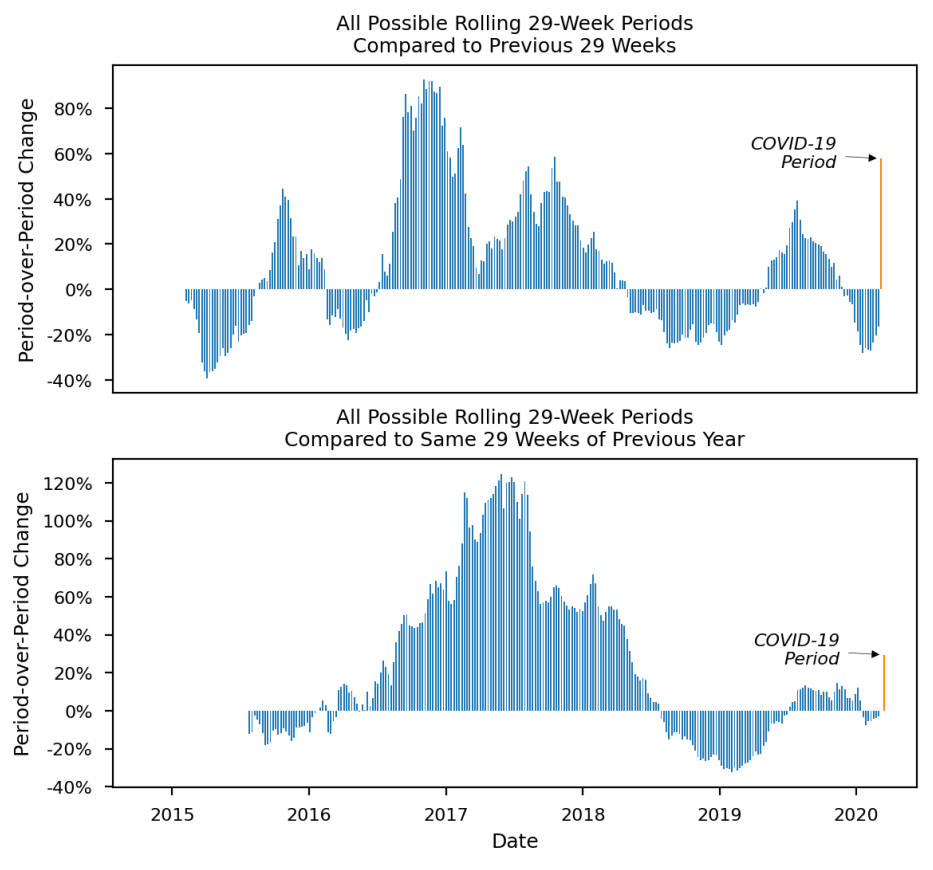 All Possible Rolling 29-Week Periods
Compared to Previous 29 Weeks
Period-over-Period Change
80%
60%
40%
20%
0%
-20%
-40%
COVID-19
Period
All Possible Rolling 29-Week Periods
Compared to Same 29 Weeks of Previous Year
Period-over-Period Change
120%
100%
80%
60%
40%
20%
0%
-20%
-40%
COVID-19
Period
2015
2016
2017
2018
2019
2020
Date